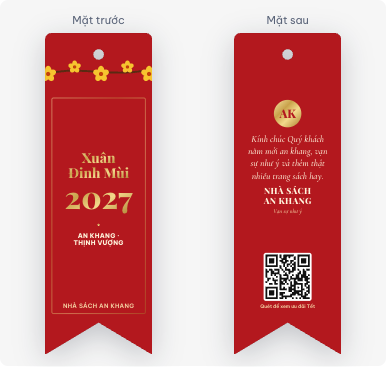 Mặt trước
Xuân
Đinh Mùi
2027
AN KHANG ·
THỊNH VƯỢNG
NHÀ SÁCH AN KHANG
Mặt sau
AK
Kính chúc Quý khách
năm mới an khang, vạn
sự như ý và thêm thật
nhiều trang sách hay.
NHÀ SÁCH
AN KHANG
Vạn sự như ý
Quét để xem ưu đãi Tết